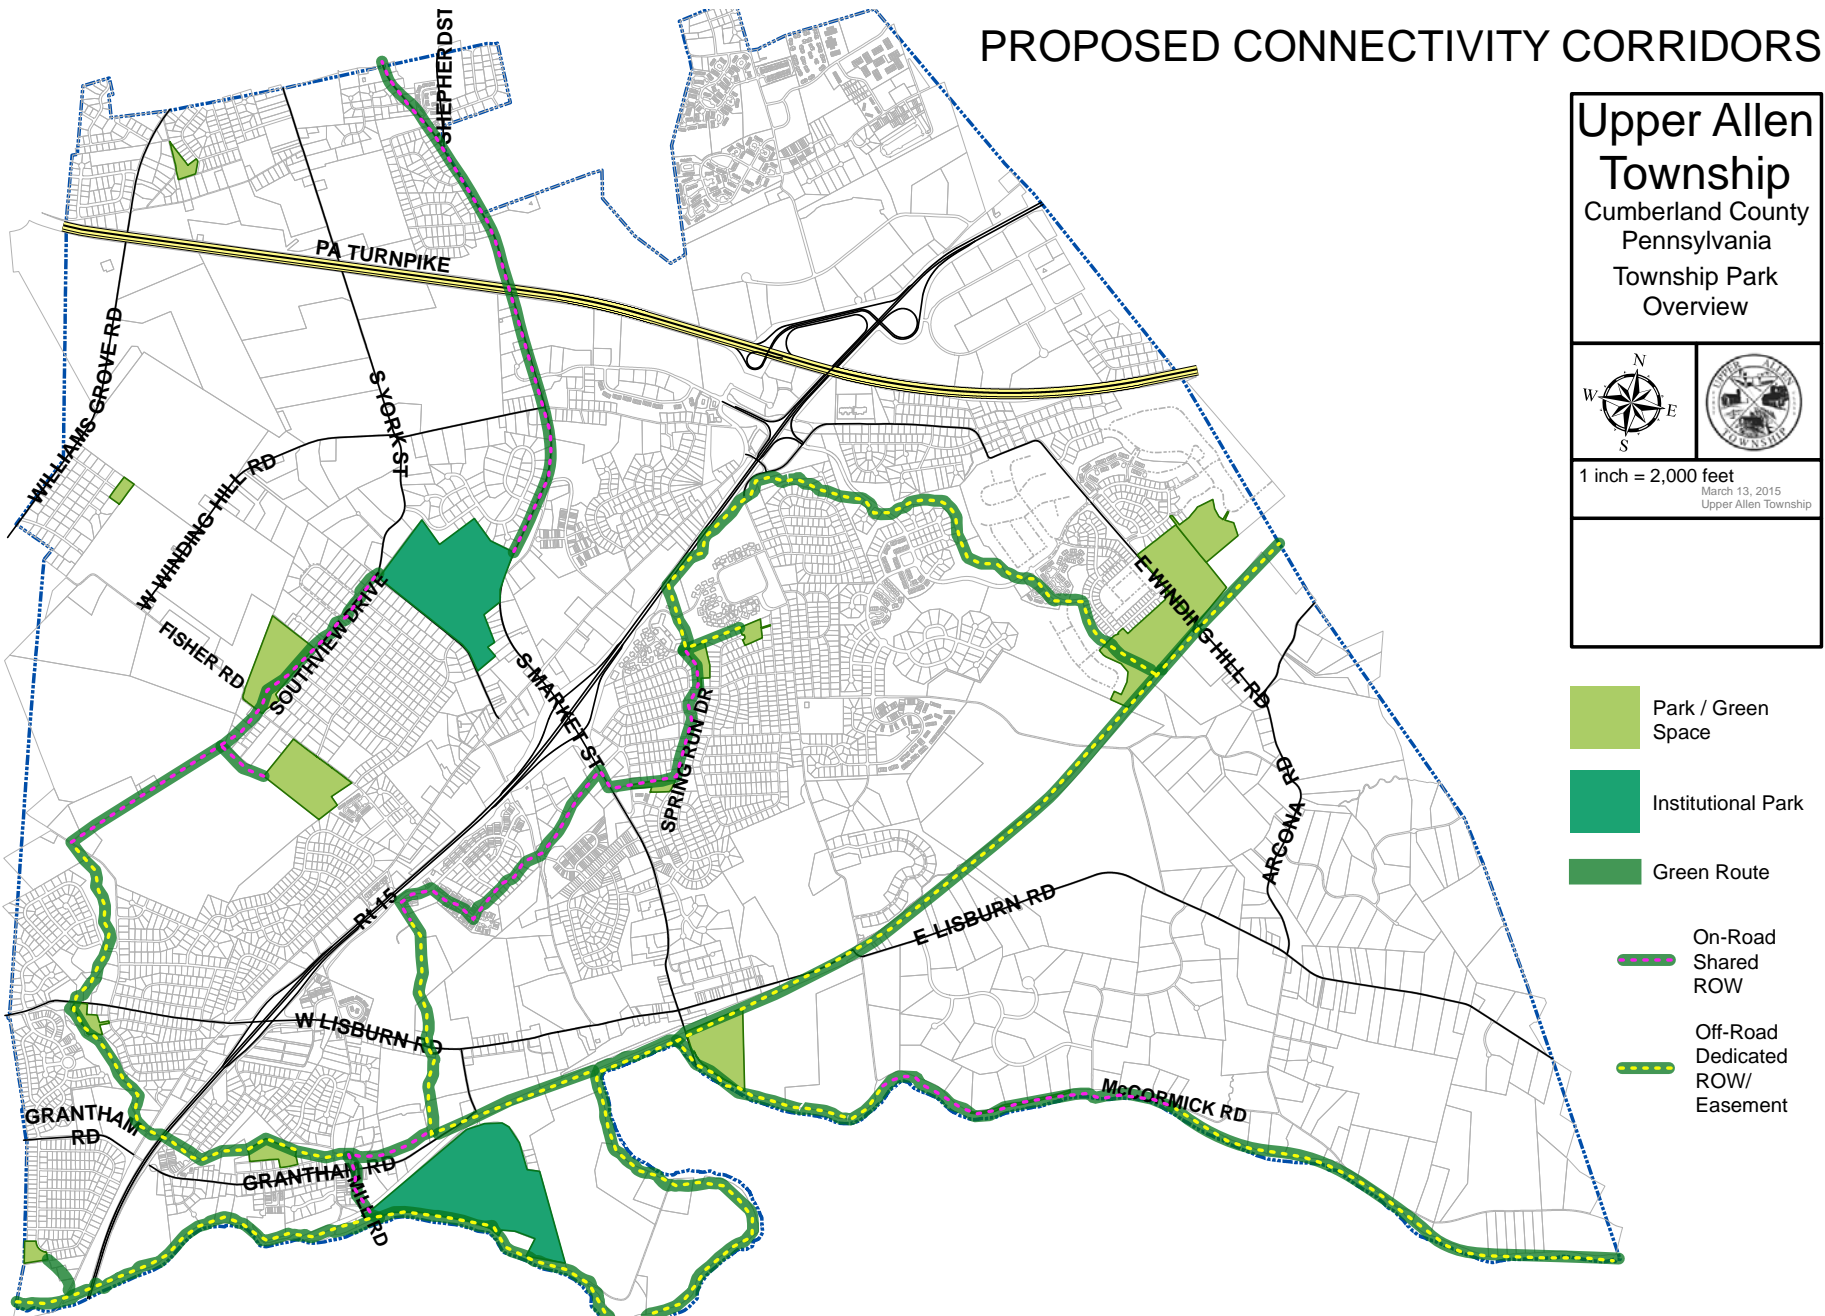 PROPOSED CONNECTIVITY CORRIDORS
Upper Allen
Township
Cumberland County
Pennsylvania
Township Park
Overview
N
W
E
S
UPPER ALLEN
TOWNSHIP
1 inch = 2,000 feet
March 13, 2015
Upper Allen Township
Park / Green
Space
Institutional Park
Green Route
On-Road
Shared
ROW
Off-Road
Dedicated
ROW/
Easement
SHEPHERDST
PA TURNPIKE
WILLIAMS GROVE RD
S YORK ST
W WINDING HILL RD
FISHER RD
SOUTHVIEW DRIVE
S MARKET ST
SPRING RUN DR
E WINDING HILL RD
ARCONA
RD
Rt 15
E LISBURN RD
W LISBURN RD
McCORMICK RD
GRANTHAM
RD
GRANTHAM RD
MILL RD